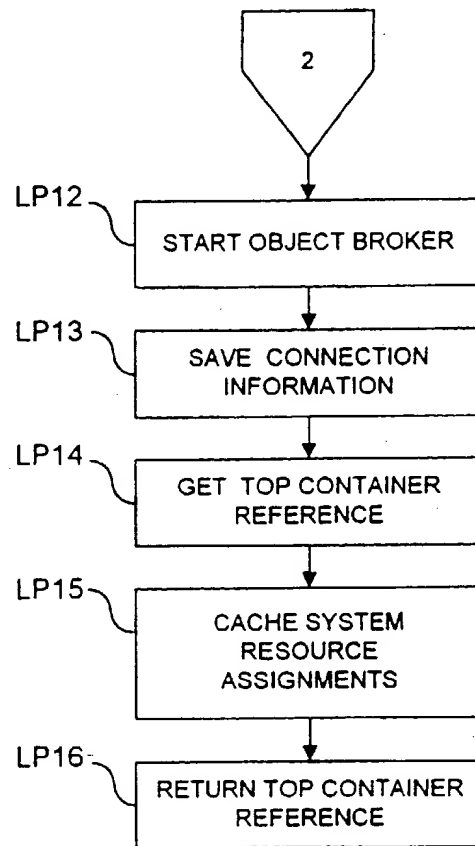 2
LP12
START OBJECT BROKER
LP13
SAVE CONNECTION
INFORMATION
LP14
GET TOP CONTAINER
REFERENCE
LP15
CACHE SYSTEM
RESOURCE
ASSIGNMENTS
LP16
RETURN TOP CONTAINER
REFERENCE